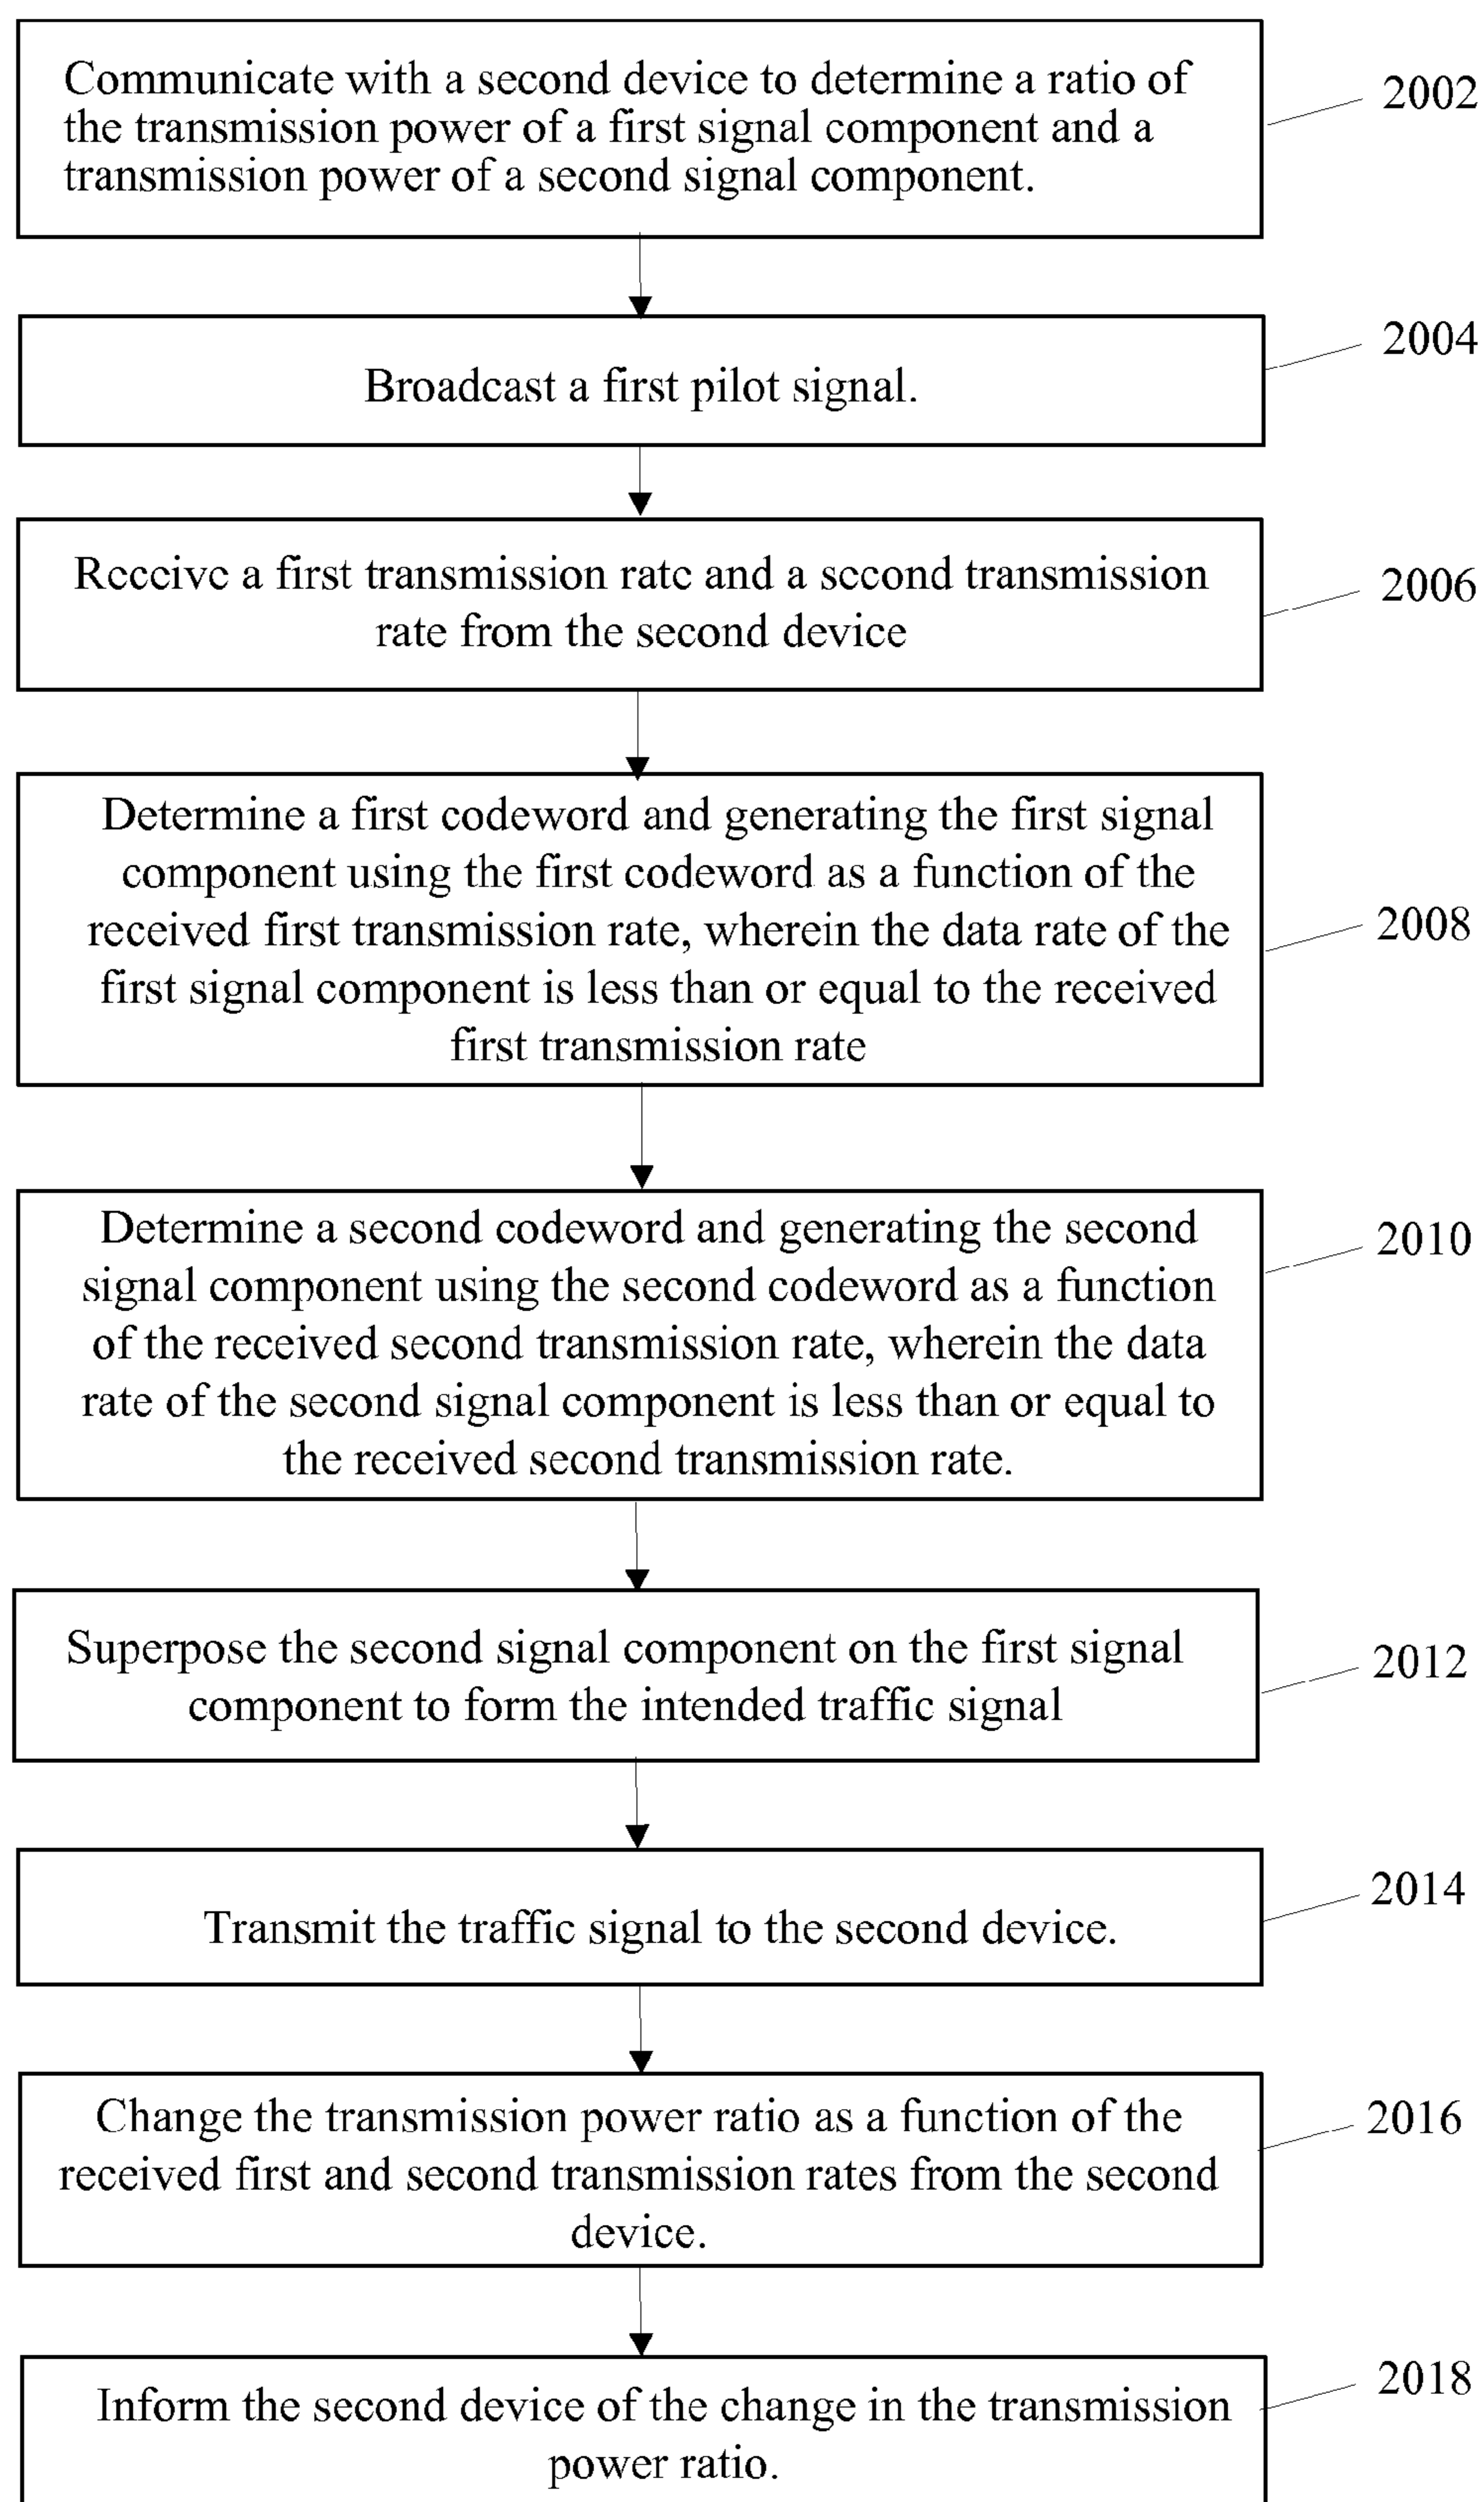 Communicate with a second device to determine a ratio of
the transmission power of a first signal component and a
transmission power of a second signal component.
2002
Broadcast a first pilot signal.
2004
Receive a first transmission rate and a second transmission
rate from the second device
2006
Determine a first codeword and generating the first signal
component using the first codeword as a function of the
received first transmission rate, wherein the data rate of the
first signal component is less than or equal to the received
first transmission rate
2008
Determine a second codeword and generating the second
signal component using the second codeword as a function
of the received second transmission rate, wherein the data
rate of the second signal component is less than or equal to
the received second transmission rate.
2010
Superpose the second signal component on the first signal
component to form the intended traffic signal
2012
Transmit the traffic signal to the second device.
2014
Change the transmission power ratio as a function of the
received first and second transmission rates from the second
device.
2016
Inform the second device of the change in the transmission
power ratio.
2018